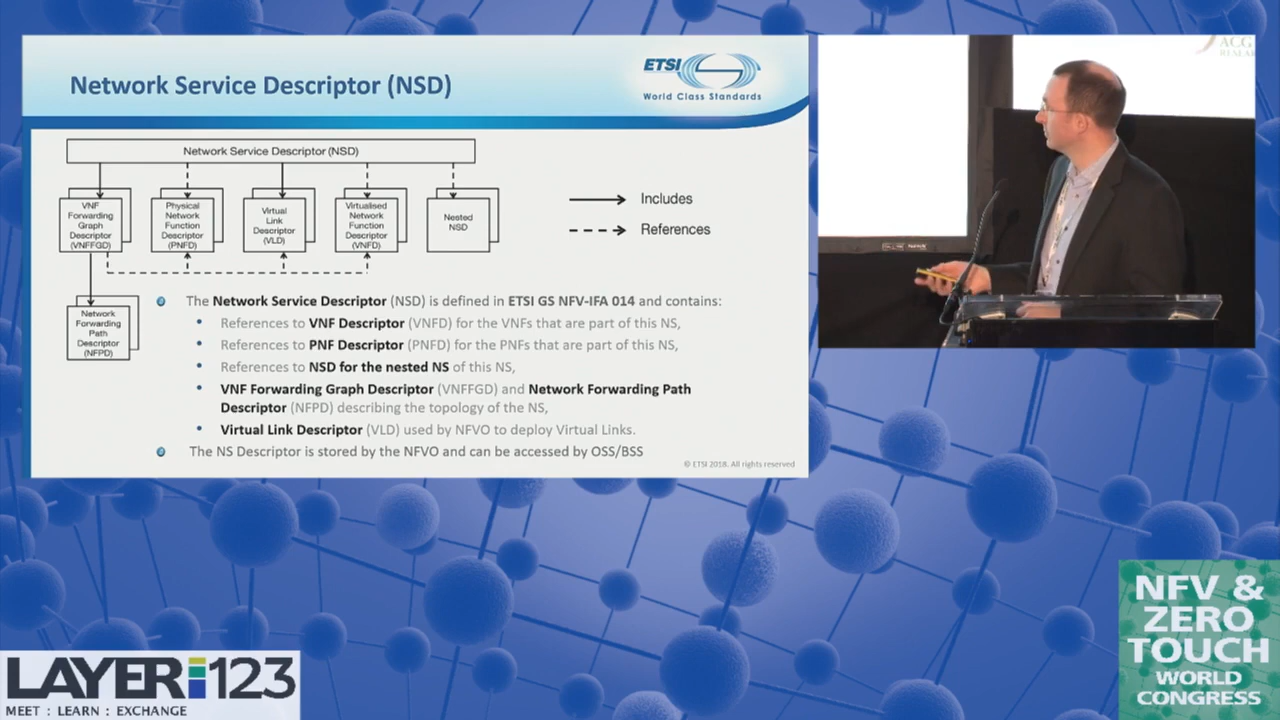 Network Service Descriptor (NSD)
ETSI
World Class Standards
Network Service Descriptor (NSD)
VNF
Forwarding
Graph
Descriptor
(VNFFGD)
Physical
Network
Function
Descriptor
(PNFD)
Virtual
Link
Descriptor
(VLD)
Virtualised
Network
Function
Descriptor
(VNFD)
Nested
NSD
Includes
References
Network
Forwarding
Path
Descriptor
(NFPD)
The Network Service Descriptor (NSD) is defined in ETSI GS NFV-IFA 014 and contains:
• References to VNF Descriptor (VNFD) for the VNFs that are part of this NS,
• References to PNF Descriptor (PNFD) for the PNFs that are part of this NS,
• References to NSD for the nested NS of this NS,
• VNF Forwarding Graph Descriptor (VNFFGD) and Network Forwarding Path
Descriptor (NFPD) describing the topology of the NS,
• Virtual Link Descriptor (VLD) used by NFVO to deploy Virtual Links.
The NS Descriptor is stored by the NFVO and can be accessed by OSS/BSS
© ETSI 2018. All rights reserved
ACG
LAYER123
MEET : LEARN : EXCHANGE
NFV &
ZERO
TOUCH
WORLD
CONGRESS